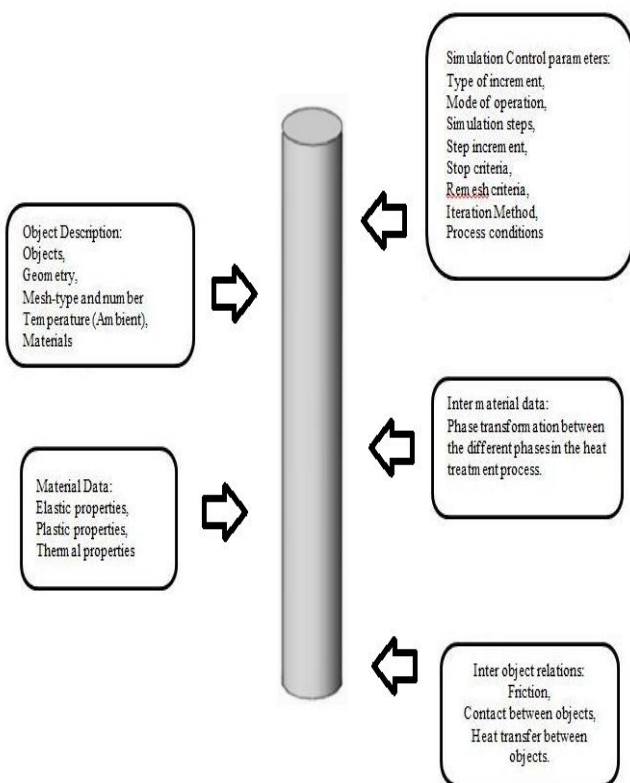 Simulation Control parameters:
Type of increment,
Mode of operation,
Simulation steps,
Step increment,
Stop criteria,
Remesh criteria,
Iteration Method,
Process conditions
Object Description:
Objects,
Geometry,
Mesh-type and number
Temperature (Ambient),
Materials
Inter material data:
Phase transformation between
the different phases in the heat
treatment process.
Material Data:
Elastic properties,
Plastic properties,
Thermal properties
Inter object relations:
Friction,
Contact between objects,
Heat transfer between
objects.